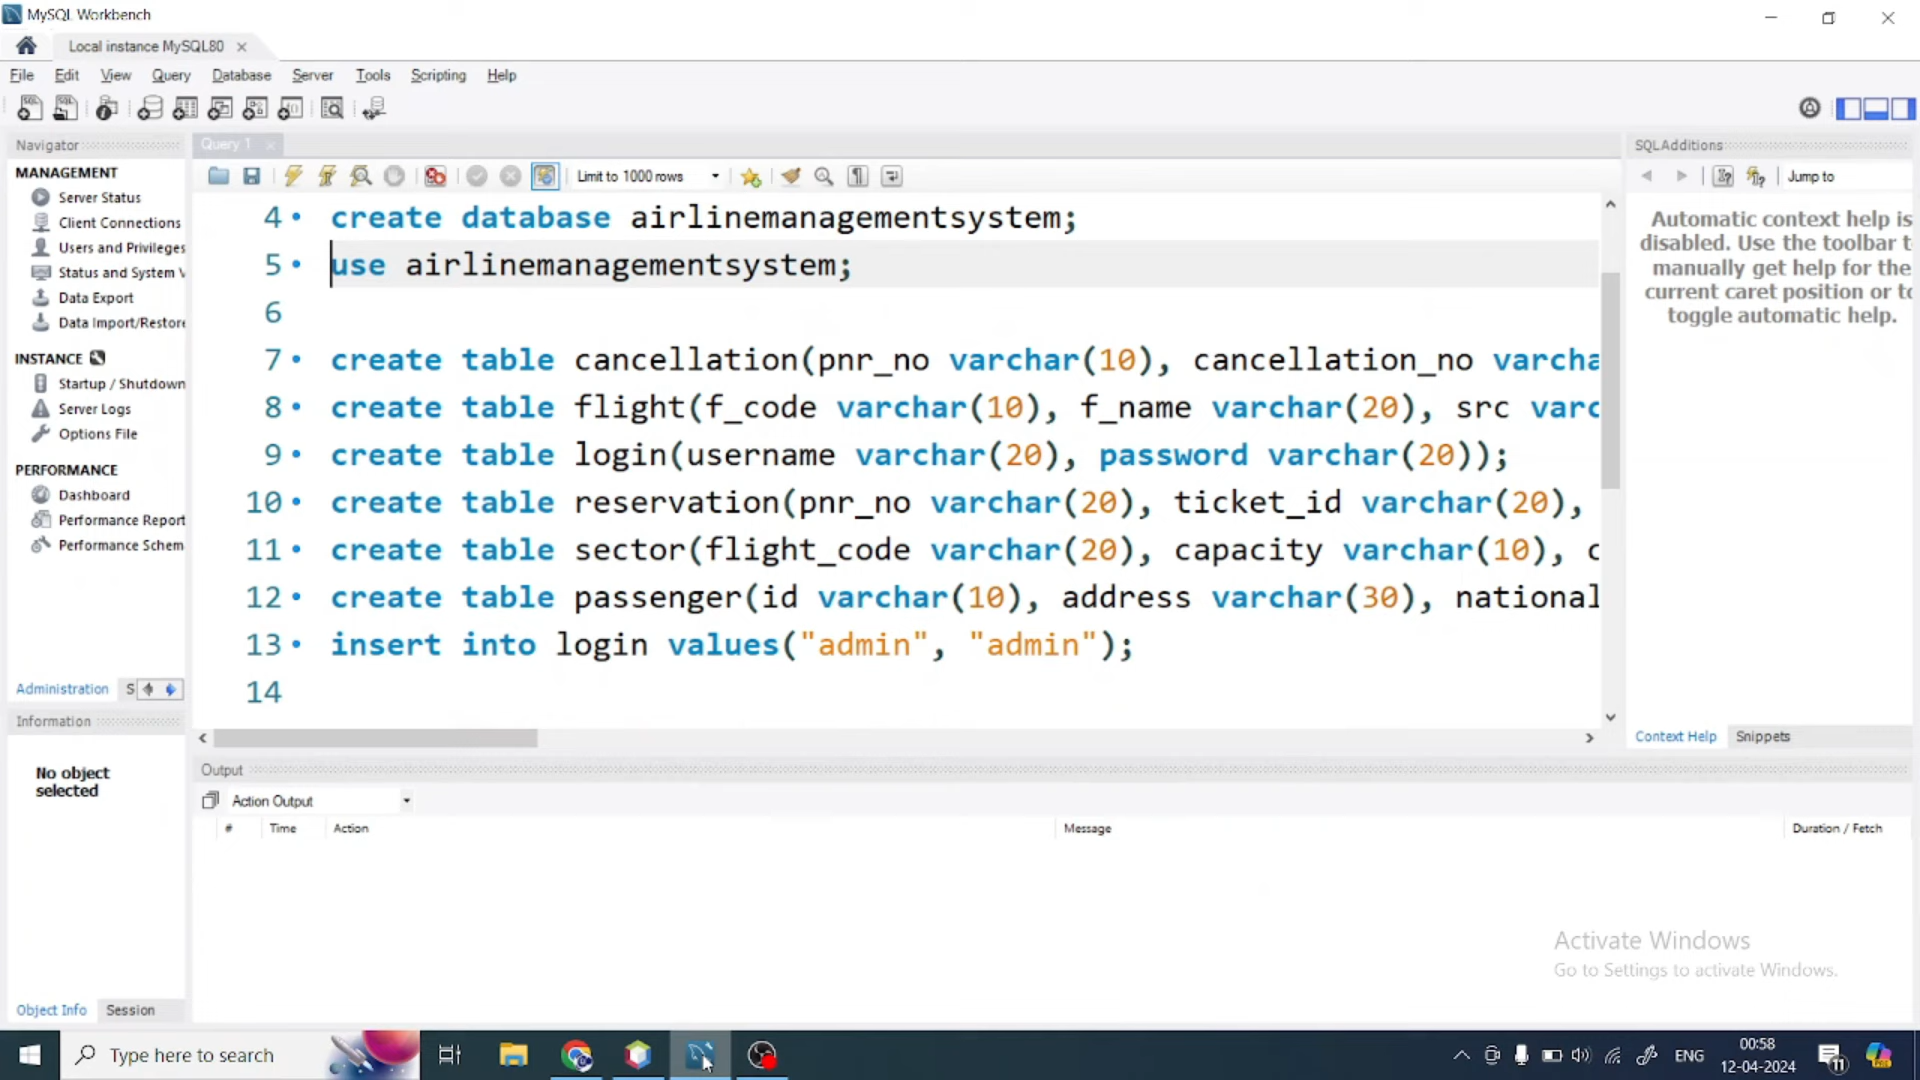 MySQL Workbench
Local instance MySQL80
File Edit View Query Database Server Tools Scripting Help
Navigator
MANAGEMENT
Server Status
Client Connections
Users and Privileges
Status and System V
Data Export
Data Import/Restore
INSTANCE
Startup / Shutdown
Server Logs
Options File
PERFORMANCE
Dashboard
Performance Report
Performance Schem
Administration S
Information
No object
selected
Object Info Session
Query 1
Limit to 1000 rows
4 create database airlinemanagementsystem;
5 use airlinemanagementsystem;
6
7 create table cancellation(pnr_no varchar(10), cancellation_no varcha
8 create table flight(f_code varchar(10), f_name varchar(20), src varc
9 create table login(username varchar(20), password varchar(20));
10 create table reservation(pnr_no varchar(20), ticket_id varchar(20),
11 create table sector(flight_code varchar(20), capacity varchar(10), c
12 create table passenger(id varchar(10), address varchar(30), national
13 insert into login values("admin", "admin");
14
SQLAdditions
Jump to
Automatic context help is
disabled. Use the toolbar t
manually get help for the
current caret position or to
toggle automatic help.
Context Help Snippets
Output
Action Output
# Time Action Message Duration / Fetch
Activate Windows
Go to Settings to activate Windows.
Type here to search
ENG
00:58
12-04-2024
11